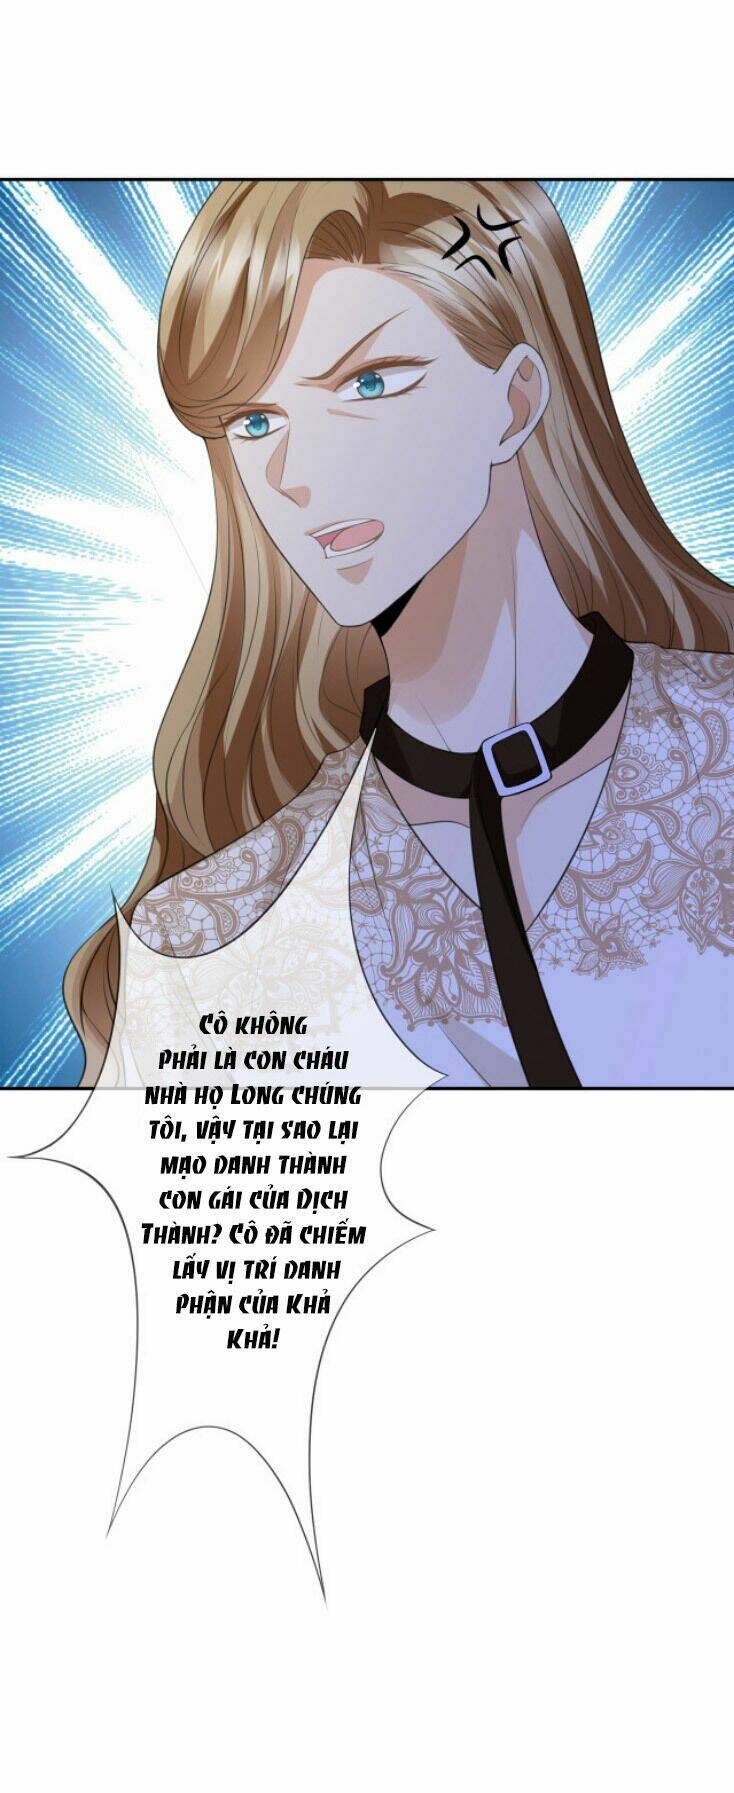 Cô không
phải là con cháu
nhà họ Long chúng
tôi, vậy tại sao lại
mạo danh thành
con gái của Dịch
Thành? Cô đã chiếm
lấy vị trí danh
phận của Khả
Khả!